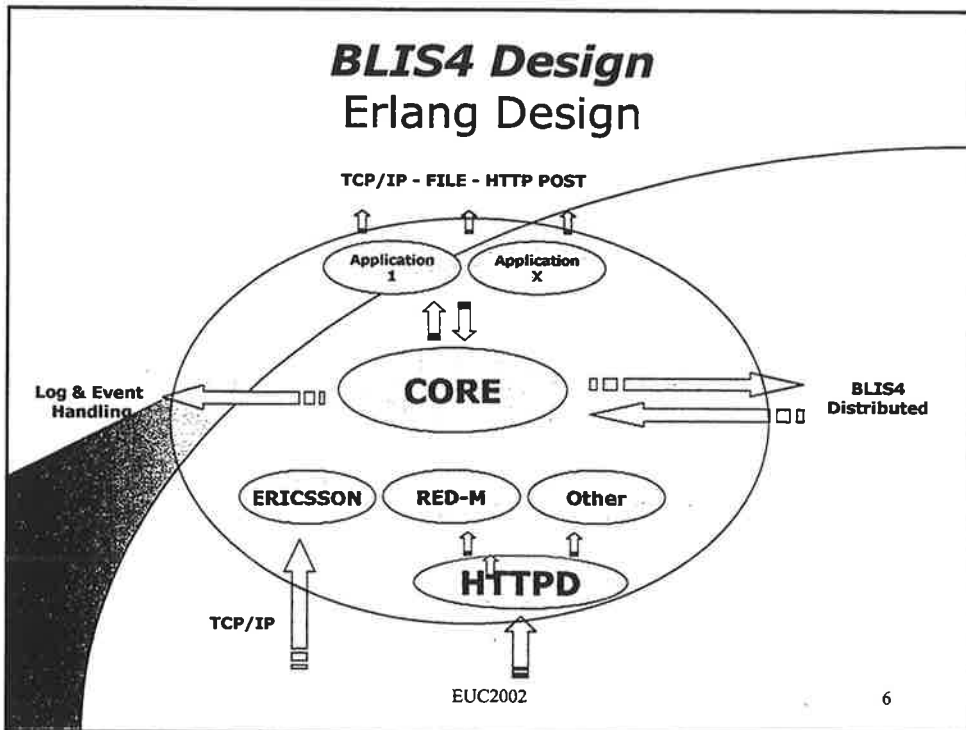 BLIS4 Design
Erlang Design
TCP/IP - FILE - HTTP POST
Application
1
Application
X
CORE
Log & Event
Handling
BLIS4
Distributed
ERICSSON
RED-M
Other
HTTPD
TCP/IP
EUC2002
6